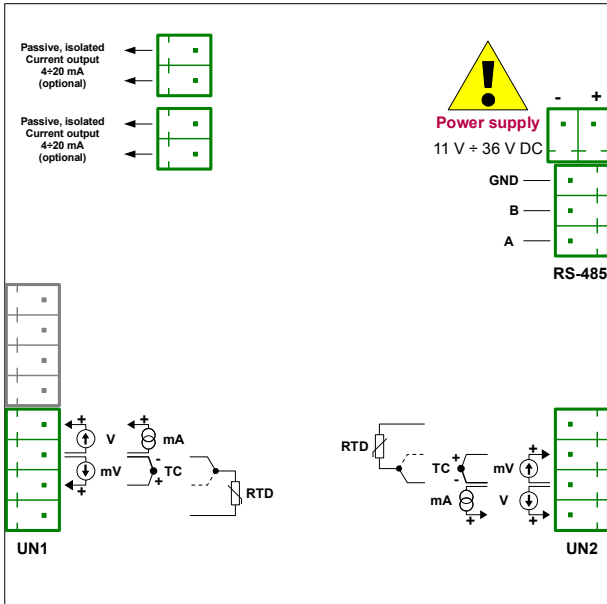 Passive, isolated
Current output
4÷20 mA
(optional)
Passive, isolated
Current output
4÷20 mA
(optional)
- +
Power supply
11 V ÷ 36 V DC
GND
B
A
RS-485
+ V
+ mA
mV +
- TC +
RTD
UN1
RTD
+ TC -
mV +
mA +
V +
UN2